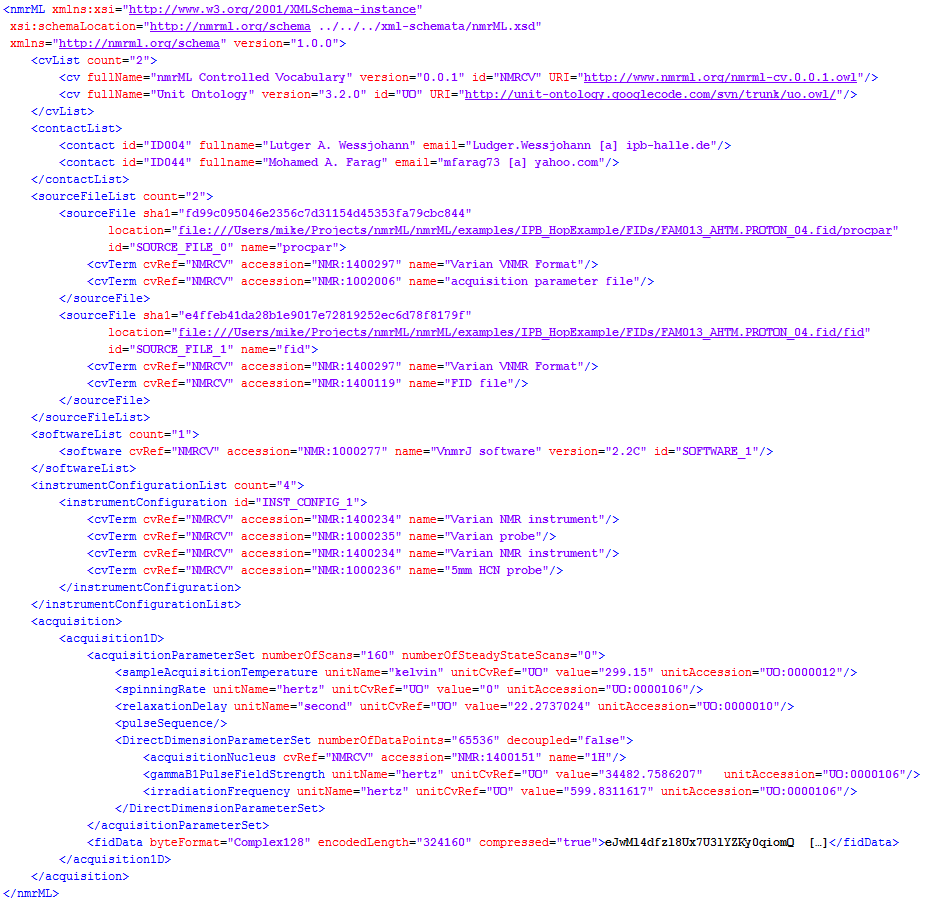 <nmrML xmlns:xsi="http://www.w3.org/2001/XMLSchema-instance"
xsi:schemaLocation="http://nmrml.org/schema ../../../xml-schemata/nmrML.xsd"
xmlns="http://nmrml.org/schema" version="1.0.0">
<cvList count="2">
<cv fullName="nmrML Controlled Vocabulary" version="0.0.1" id="NMRCV" URI="http://www.nmrml.org/nmrml-cv.0.0.1.owl"/>
<cv fullName="Unit Ontology" version="3.2.0" id="UO" URI="http://unit-ontology.googlecode.com/svn/trunk/uo.owl/"/>
</cvList>
<contactList>
<contact id="ID004" fullname="Lutger A. Wessjohann" email="Ludger.Wessjohann [a] ipb-halle.de"/>
<contact id="ID044" fullname="Mohamed A. Farag" email="mfarag73 [a] yahoo.com"/>
</contactList>
<sourceFileList count="2">
<sourceFile sha1="fd99c095046e2356c7d31154d45353fa79cbc844"
location="file:///Users/mike/Projects/nmrML/nmrML/examples/IPB_HopExample/FIDs/FAM013_AHTM.PROTON_04.fid/procpar"
id="SOURCE_FILE_0" name="procpar">
<cvTerm cvRef="NMRCV" accession="NMR:1400297" name="Varian VNMR Format"/>
<cvTerm cvRef="NMRCV" accession="NMR:1002006" name="acquisition parameter file"/>
</sourceFile>
<sourceFile sha1="e4ffeb41da28b1e9017e72819252ec6d78f8179f"
location="file:///Users/mike/Projects/nmrML/nmrML/examples/IPB_HopExample/FIDs/FAM013_AHTM.PROTON_04.fid/fid"
id="SOURCE_FILE_1" name="fid">
<cvTerm cvRef="NMRCV" accession="NMR:1400297" name="Varian VNMR Format"/>
<cvTerm cvRef="NMRCV" accession="NMR:1400119" name="FID file"/>
</sourceFile>
</sourceFileList>
<softwareList count="1">
<software cvRef="NMRCV" accession="NMR:1000277" name="VnmrJ software" version="2.2C" id="SOFTWARE_1"/>
</softwareList>
<instrumentConfigurationList count="4">
<instrumentConfiguration id="INST_CONFIG_1">
<cvTerm cvRef="NMRCV" accession="NMR:1400234" name="Varian NMR instrument"/>
<cvTerm cvRef="NMRCV" accession="NMR:1000235" name="Varian probe"/>
<cvTerm cvRef="NMRCV" accession="NMR:1400234" name="Varian NMR instrument"/>
<cvTerm cvRef="NMRCV" accession="NMR:1000236" name="5mm HCN probe"/>
</instrumentConfiguration>
</instrumentConfigurationList>
<acquisition>
<acquisition1D>
<acquisitionParameterSet numberOfScans="160" numberOfSteadyStateScans="0">
<sampleAcquisitionTemperature unitName="kelvin" unitCvRef="UO" value="299.15" unitAccession="UO:0000012"/>
<spinningRate unitName="hertz" unitCvRef="UO" value="0" unitAccession="UO:0000106"/>
<relaxationDelay unitName="second" unitCvRef="UO" value="22.2737024" unitAccession="UO:0000010"/>
<pulseSequence/>
<DirectDimensionParameterSet numberOfDataPoints="65536" decoupled="false">
<acquisitionNucleus cvRef="NMRCV" accession="NMR:1400151" name="1H"/>
<gammaB1PulseFieldStrength unitName="hertz" unitCvRef="UO" value="34482.7586207" unitAccession="UO:0000106"/>
<irradiationFrequency unitName="hertz" unitCvRef="UO" value="599.8311617" unitAccession="UO:0000106"/>
</DirectDimensionParameterSet>
</acquisitionParameterSet>
<fidData byteFormat="Complex128" encodedLength="324160" compressed="true">eJwMl4dfzl8Ux7U3lYZKy0qiomQ […]</fidData>
</acquisition1D>
</acquisition>
</nmrML>